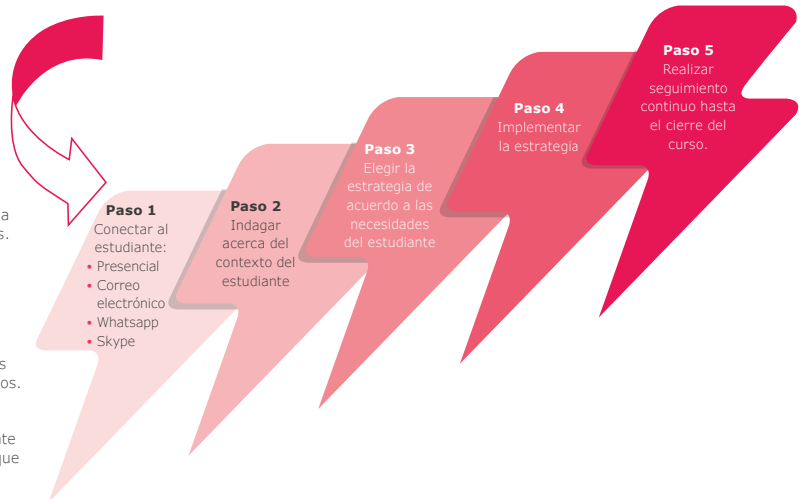 Paso 1
Conectar al
estudiante:
• Presencial
• Correo
electrónico
• Whatsapp
• Skype
Paso 2
Indagar
acerca del
contexto del
estudiante
Paso 3
Elegir la
estrategia de
acuerdo a las
necesidades
del estudiante
Paso 4
Implementar
la estrategia
Paso 5
Realizar
seguimiento
continuo hasta
el cierre del
curso.